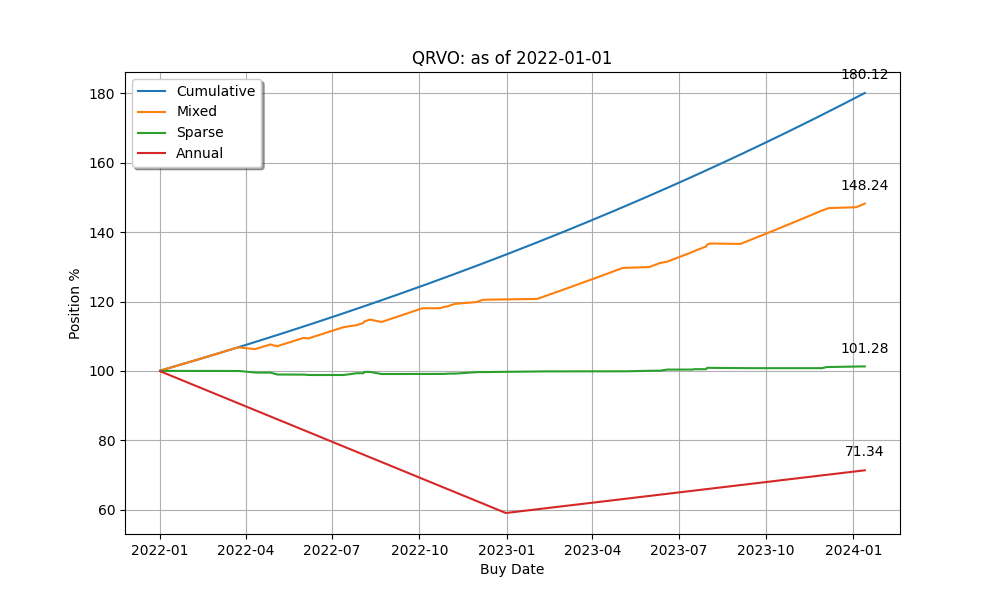 QRVO: as of 2022-01-01
Cumulative
Mixed
Sparse
Annual
180.12
148.24
101.28
71.34
180
160
140
120
100
80
60
Position %
2022-01
2022-04
2022-07
2022-10
2023-01
2023-04
2023-07
2023-10
2024-01
Buy Date